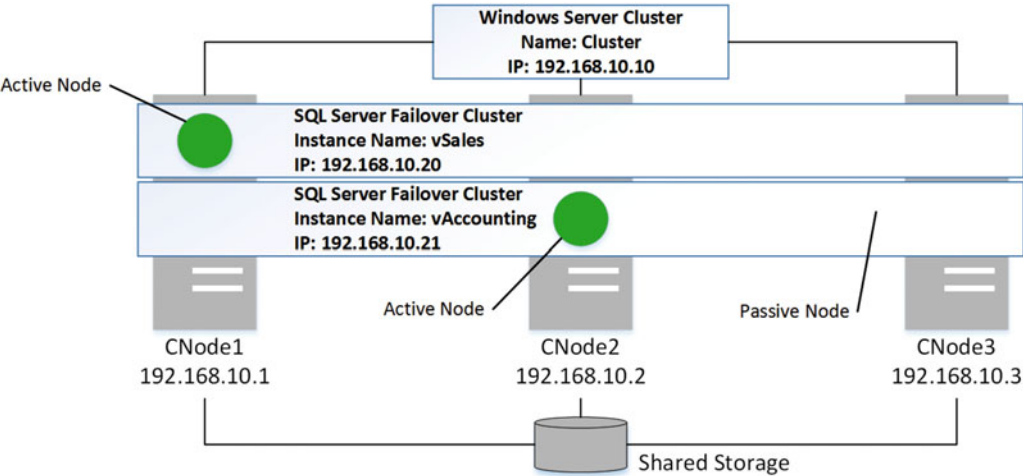 Windows Server Cluster
Name: Cluster
IP: 192.168.10.10
Active Node
SQL Server Failover Cluster
Instance Name: vSales
IP: 192.168.10.20
SQL Server Failover Cluster
Instance Name: vAccounting
IP: 192.168.10.21
Active Node
Passive Node
CNode1
192.168.10.1
CNode2
192.168.10.2
CNode3
192.168.10.3
Shared Storage